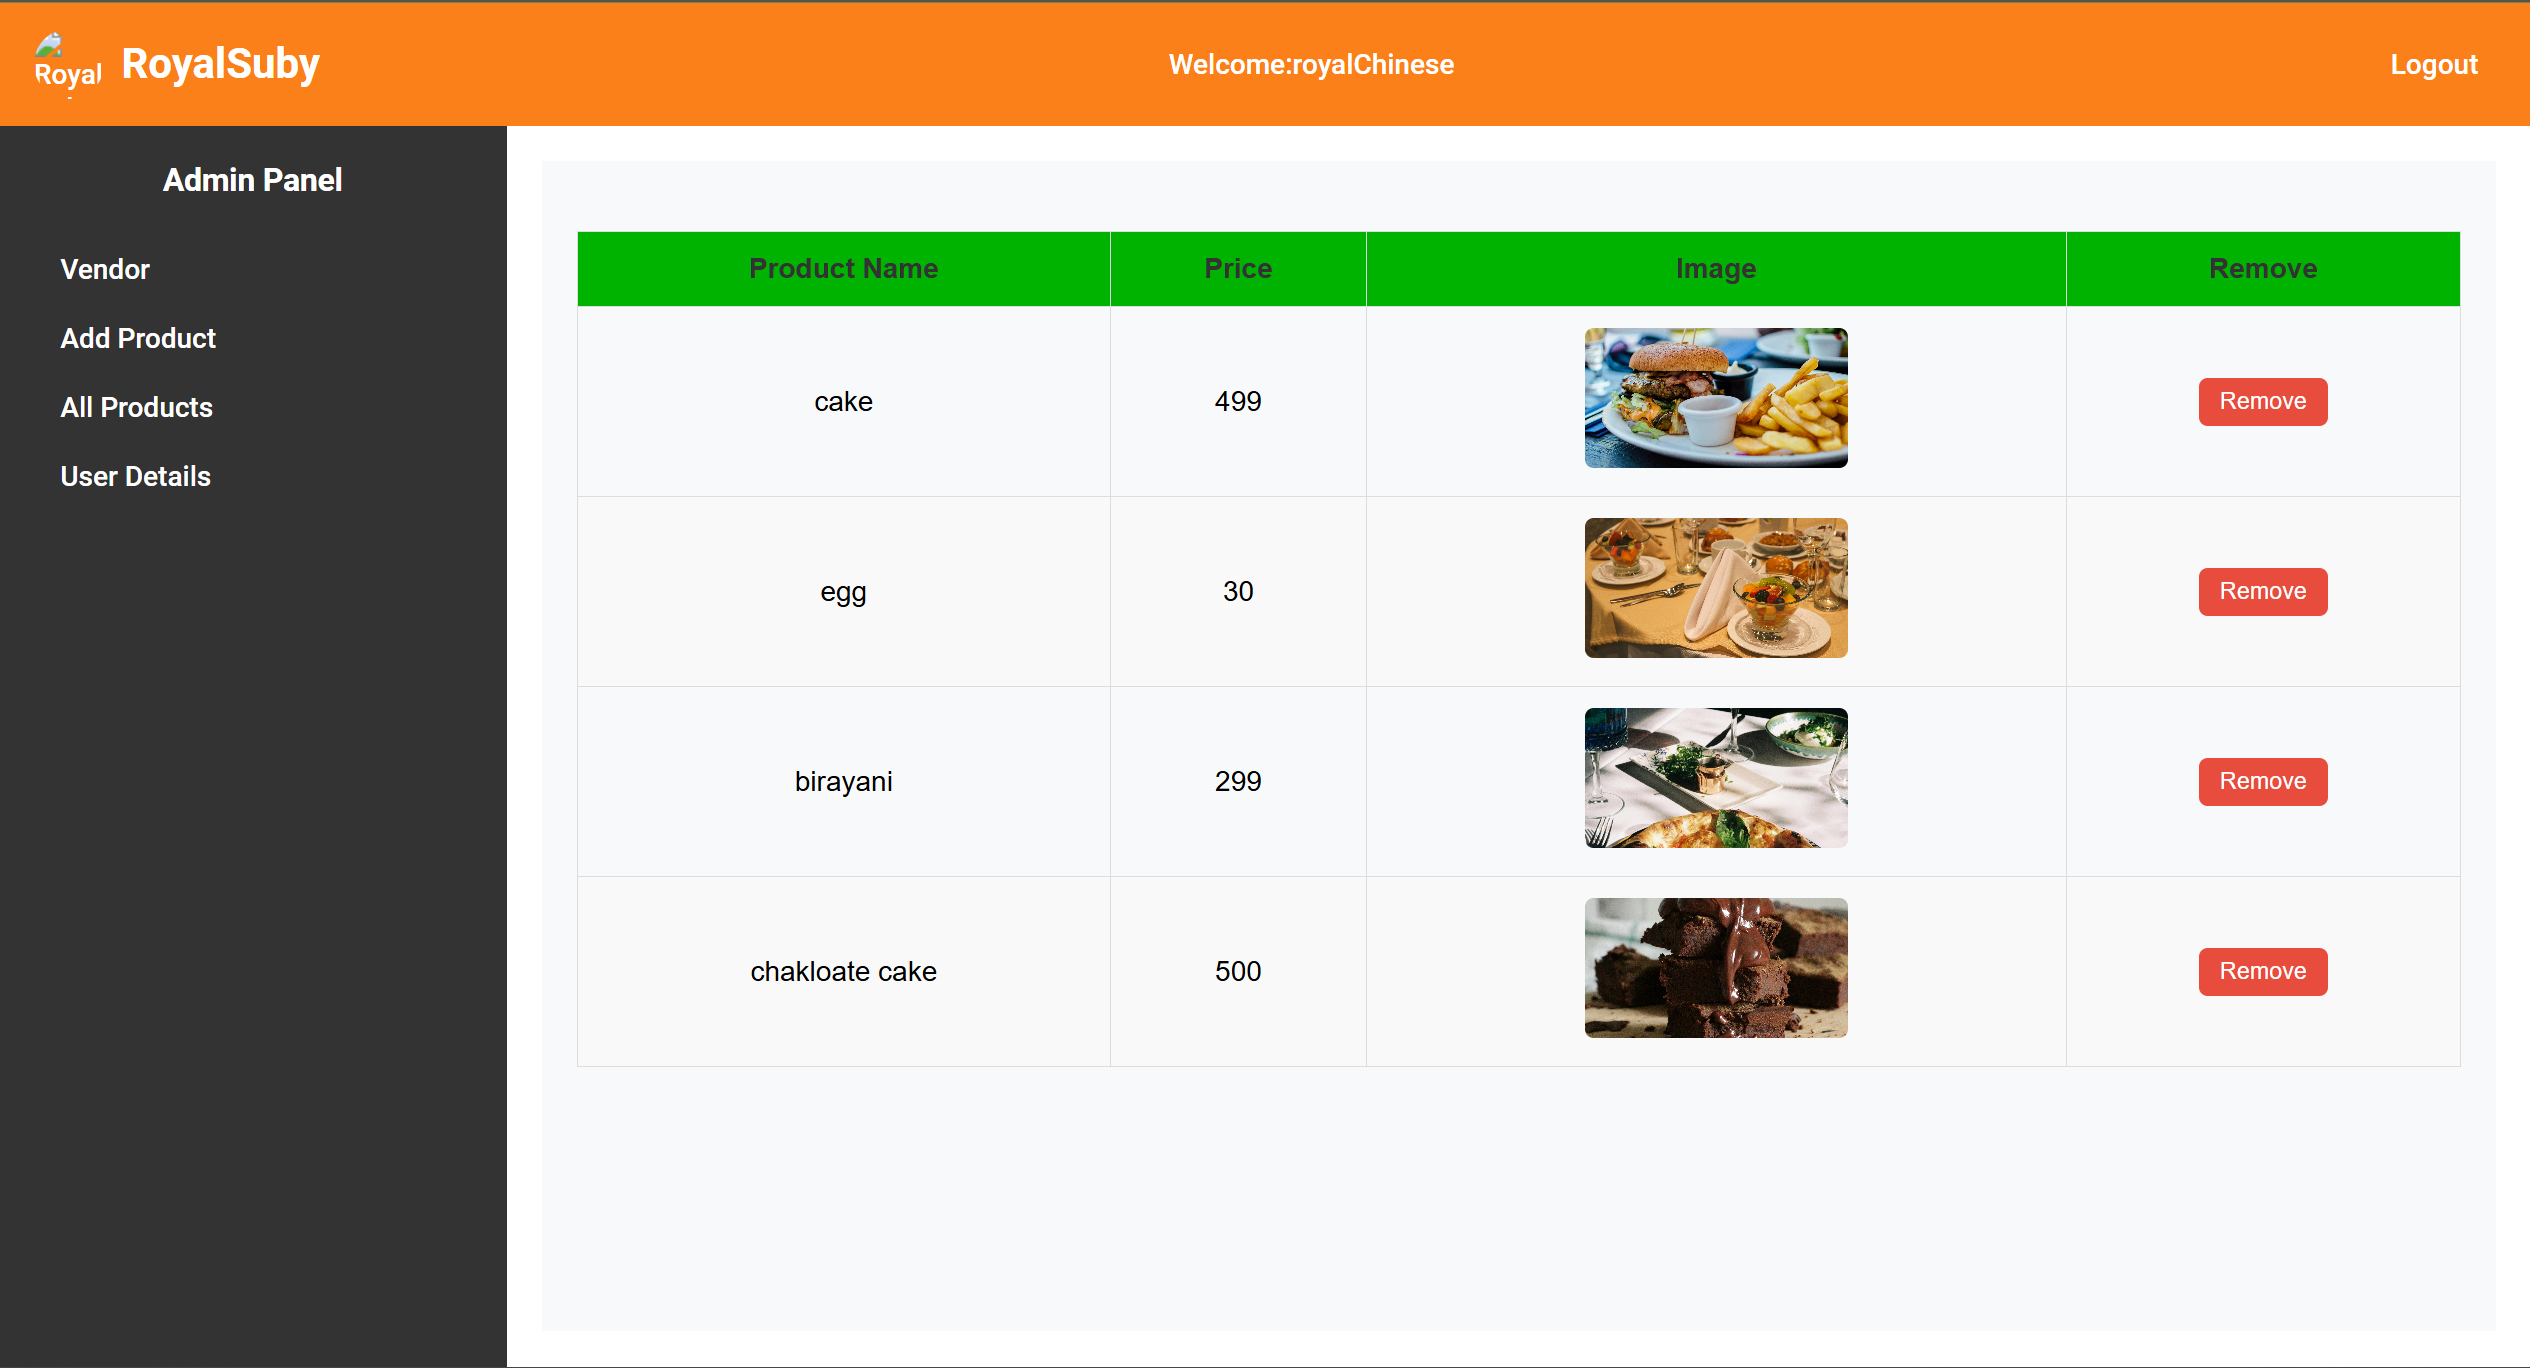 Royal
RoyalSuby
Welcome:royalChinese
Logout
Admin Panel
Vendor
Add Product
All Products
User Details
Product Name Price Image Remove
cake 499 Remove
egg 30 Remove
birayani 299 Remove
chakloate cake 500 Remove